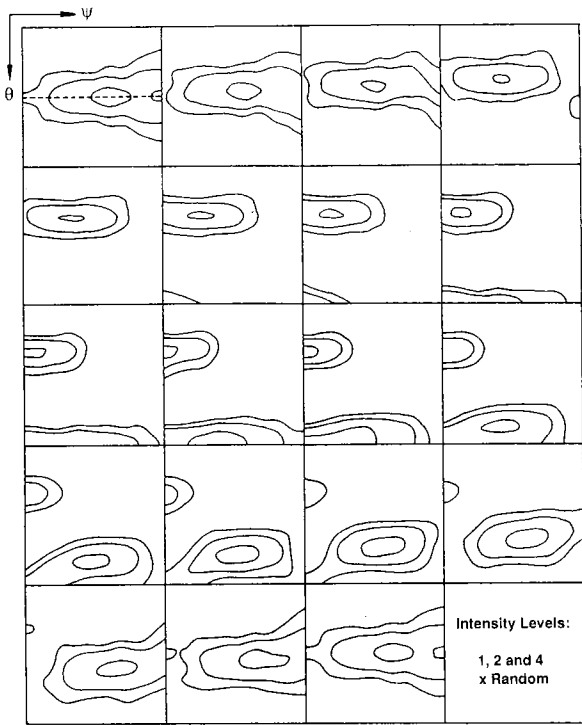 ψ
θ
Intensity Levels:
1, 2 and 4
x Random